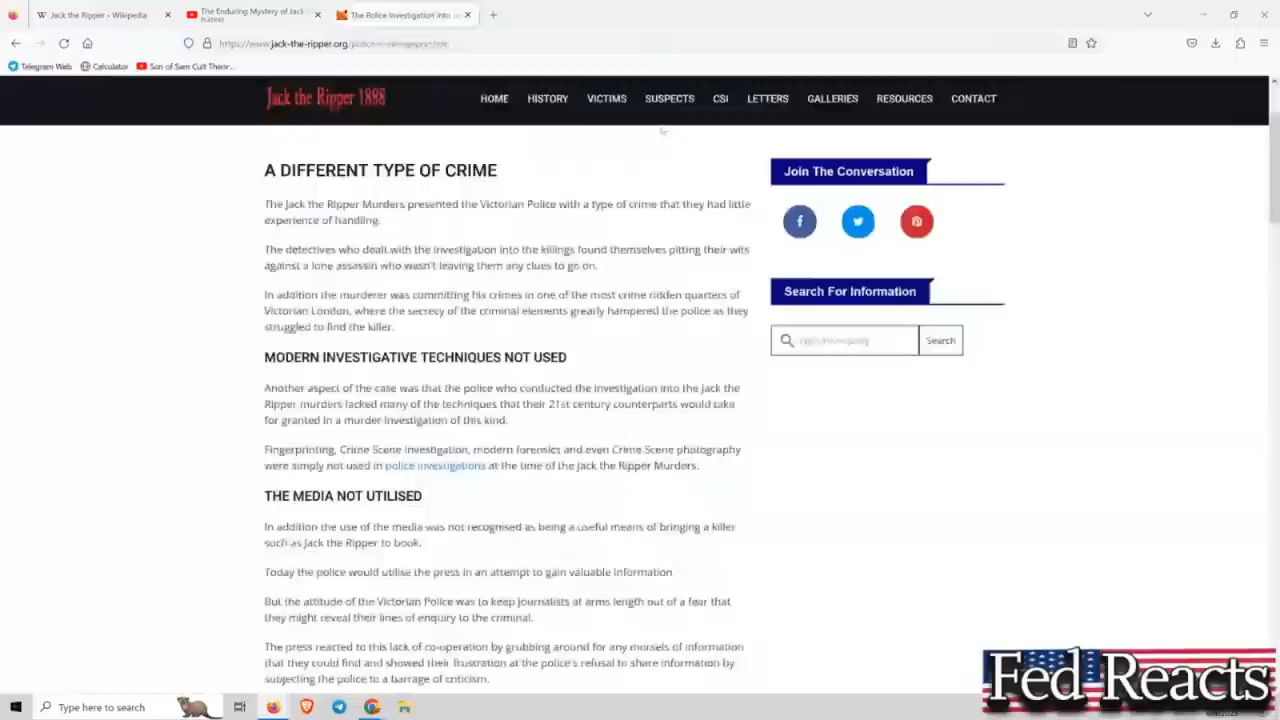 Jack the Ripper - Wikipedia
The Enduring Mystery of Jack
The Police Investigation into
https://www.jack-the-ripper.org/
Telegram Web
Calculator
Son of Sam Cult Theor...
Jack the Ripper 1888
HOME HISTORY VICTIMS SUSPECTS CSI LETTERS GALLERIES RESOURCES CONTACT
A DIFFERENT TYPE OF CRIME
The Jack the Ripper Murders presented the Victorian Police with a type of crime that they had little
experience of handling.
The detectives who dealt with the investigation into the killings found themselves pitting their wits
against a lone assassin who wasn't leaving them any clues to go on.
In addition the murderer was committing his crimes in one of the most crime ridden quarters of
Victorian London, where the secrecy of the criminal elements greatly hampered the police as they
struggled to find the killer.
MODERN INVESTIGATIVE TECHNIQUES NOT USED
Another aspect of the case was that the police who conducted the investigation into the Jack the
Ripper murders lacked many of the techniques that their 21st century counterparts would take
for granted in a murder investigation of this kind.
Fingerprinting, Crime Scene Investigation, modern forensics and even Crime Scene photography
were simply not used in police investigations at the time of the Jack the Ripper Murders.
THE MEDIA NOT UTILISED
In addition the use of the media was not recognised as being a useful means of bringing a killer
such as Jack the Ripper to book.
Today the police would utilise the press in an attempt to gain valuable information.
But the attitude of the Victorian Police was to keep journalists at arms length out of a fear that
they might reveal their lines of enquiry to the criminal.
The press reacted to this lack of co-operation by grubbing around for any morsels of information
that they could find and showed their frustration at the police's refusal to share information by
subjecting the police to a barrage of criticism.
Join The Conversation
Search For Information
Search
Type here to search
Fed Reacts